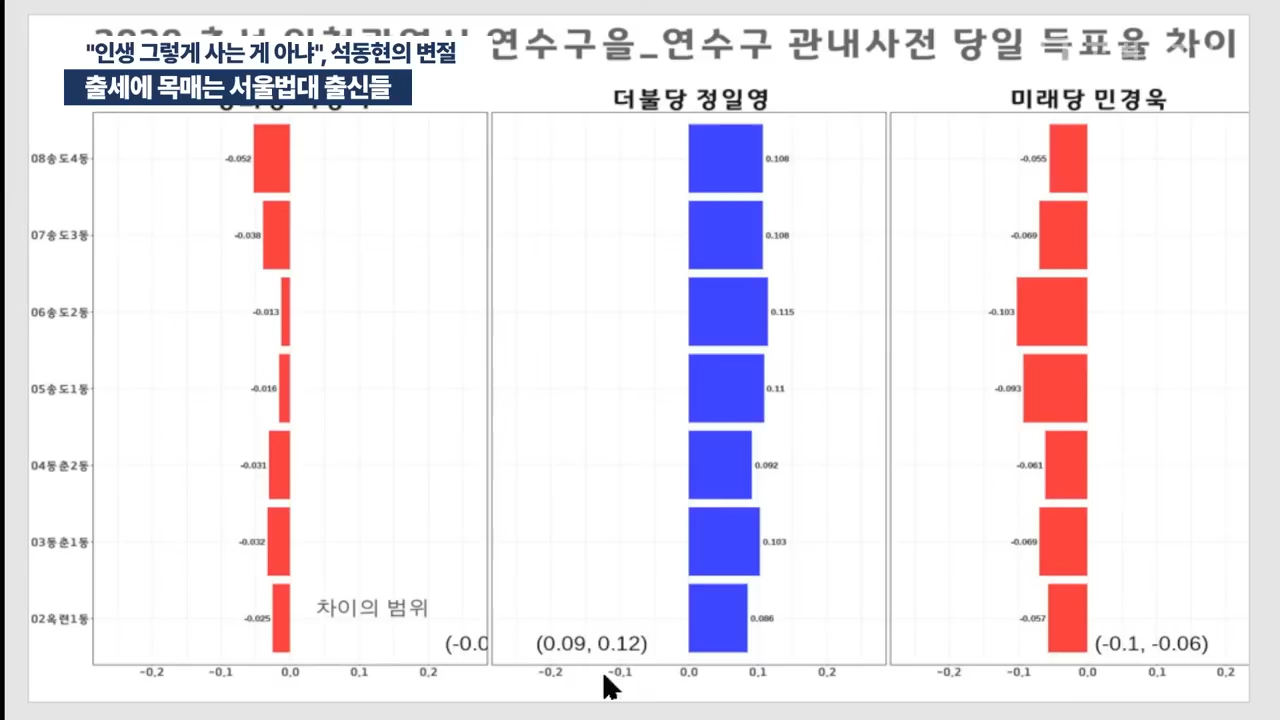 연수구을_연수구 관내사전 당일 득표율 차이
"인생 그렇게 사는 게 아냐", 석동현의 변절
출세에 목매는 서울법대 출신들
더불당 정일영
미래당 민경욱
08송도4동
-0.052
0.108
-0.055
07송도3동
-0.038
0.108
-0.069
06송도2동
-0.013
0.115
-0.103
05송도1동
-0.016
0.11
-0.093
04동춘2동
-0.031
0.092
-0.061
03동춘1동
-0.032
0.103
-0.069
02옥련1동
-0.025
0.086
-0.057
차이의 범위
(-0.0
(0.09, 0.12)
(-0.1, -0.06)
-0,2 -0,1 0,0 0,1 0,2
-0,2 -0,1 0,0 0,1 0,2
-0,2 -0,1 0,0 0,1 0,2